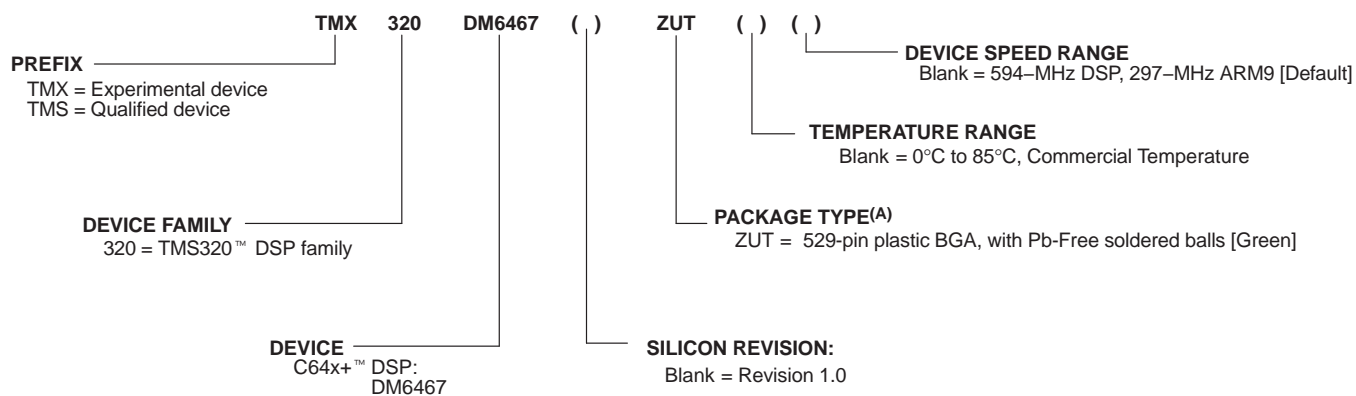 TMX 320 DM6467 ( ) ZUT ( ) ( )
PREFIX
TMX = Experimental device
TMS = Qualified device
DEVICE SPEED RANGE
Blank = 594−MHz DSP, 297−MHz ARM9 [Default]
TEMPERATURE RANGE
Blank = 0°C to 85°C, Commercial Temperature
DEVICE FAMILY
320 = TMS320™ DSP family
PACKAGE TYPE(A)
ZUT = 529-pin plastic BGA, with Pb-Free soldered balls [Green]
DEVICE
C64x+™ DSP:
DM6467
SILICON REVISION:
Blank = Revision 1.0